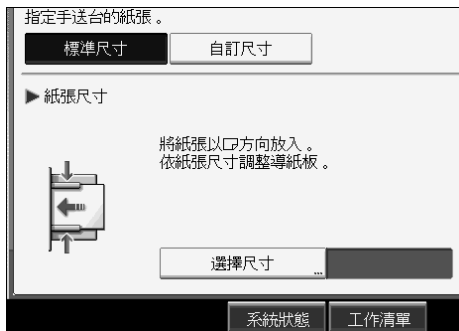 指定手送台的紙張。
標準尺寸 自訂尺寸
▶紙張尺寸
將紙張以▯方向放入。
依紙張尺寸調整導紙板。
選擇尺寸...
系統狀態 工作清單